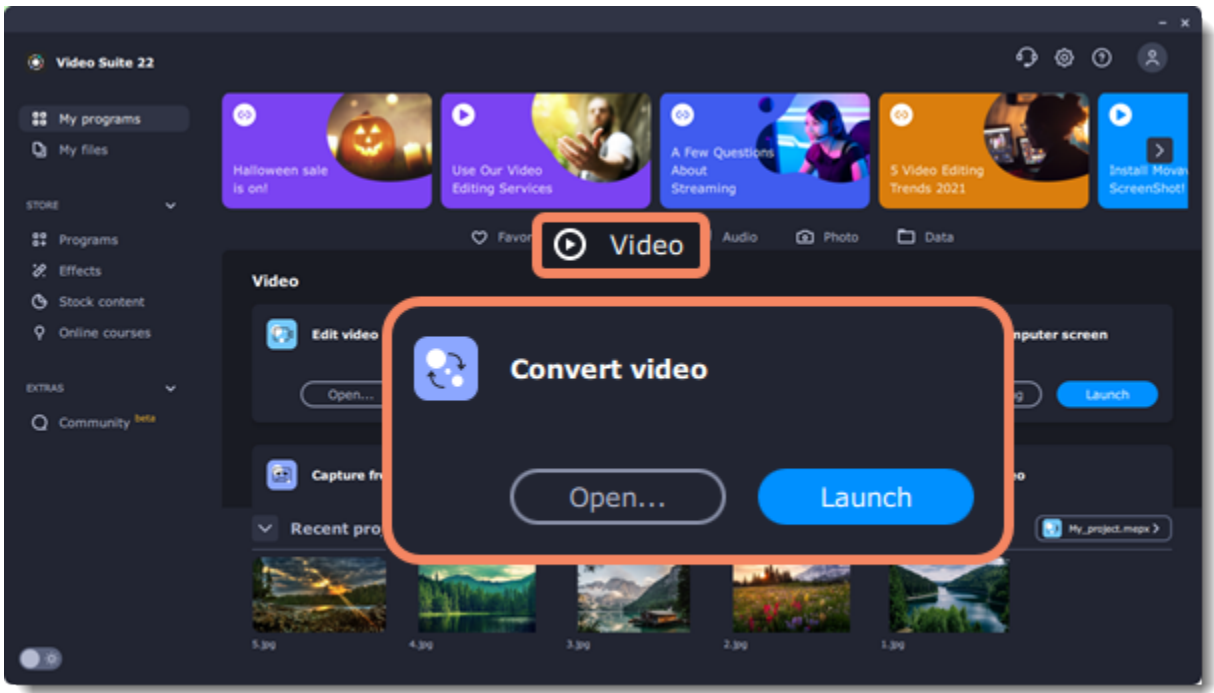 Video Suite 22
My programs
My files
STORE
Programs
Effects
Stock content
Online courses
EXTRAS
Community beta
Halloween sale
is on!
Use Our Video
Editing Services
A Few Questions
About
Streaming
5 Video Editing
Trends 2021
Install Movav
ScreenShot!
Favor
Video
Audio
Photo
Data
Video
Edit video
Open...
Convert video
Open...
Launch
mputer screen
g
Launch
Capture fr
o
Recent pro
My_project.mepx
5.jpg
4.jpg
3.jpg
2.jpg
1.jpg